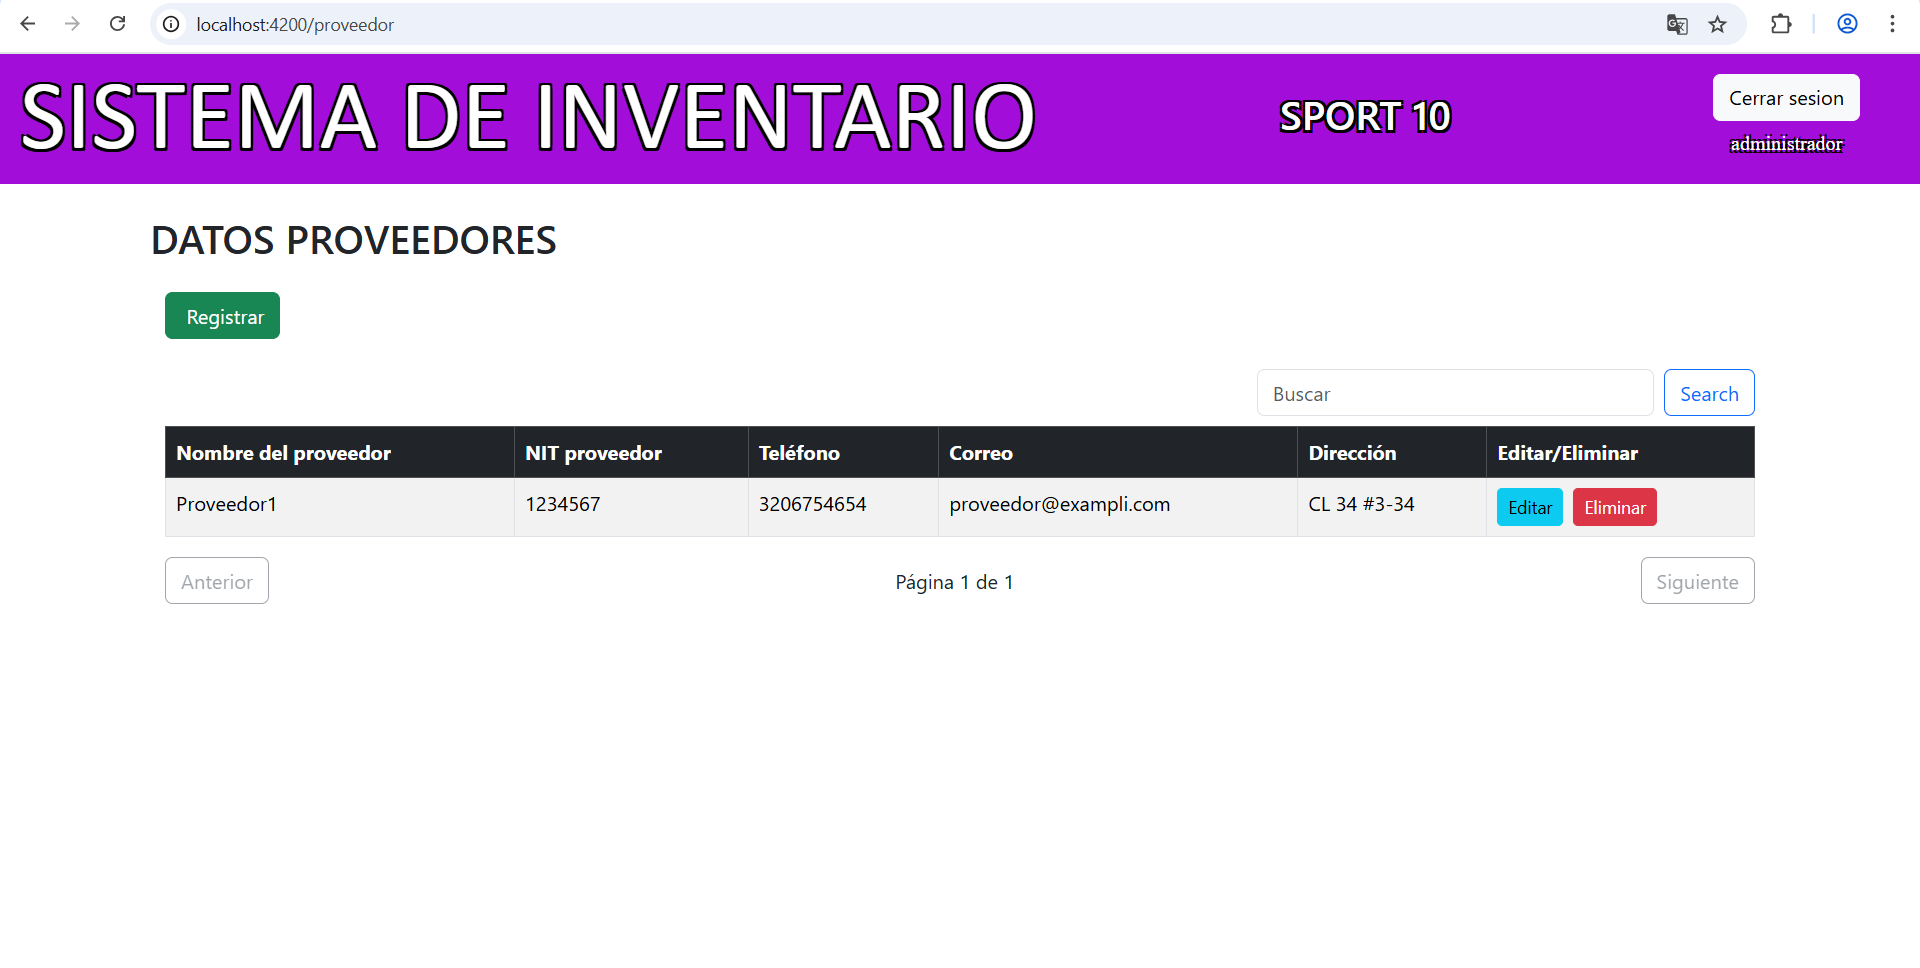 localhost:4200/proveedor
SISTEMA DE INVENTARIO
SPORT 10
Cerrar sesion
administrador
DATOS PROVEEDORES
Registrar
Buscar
Search
Nombre del proveedor NIT proveedor Teléfono Correo Dirección Editar/Eliminar
Proveedor1 1234567 3206754654 proveedor@exampli.com CL 34 #3-34 Editar Eliminar
Anterior Página 1 de 1 Siguiente